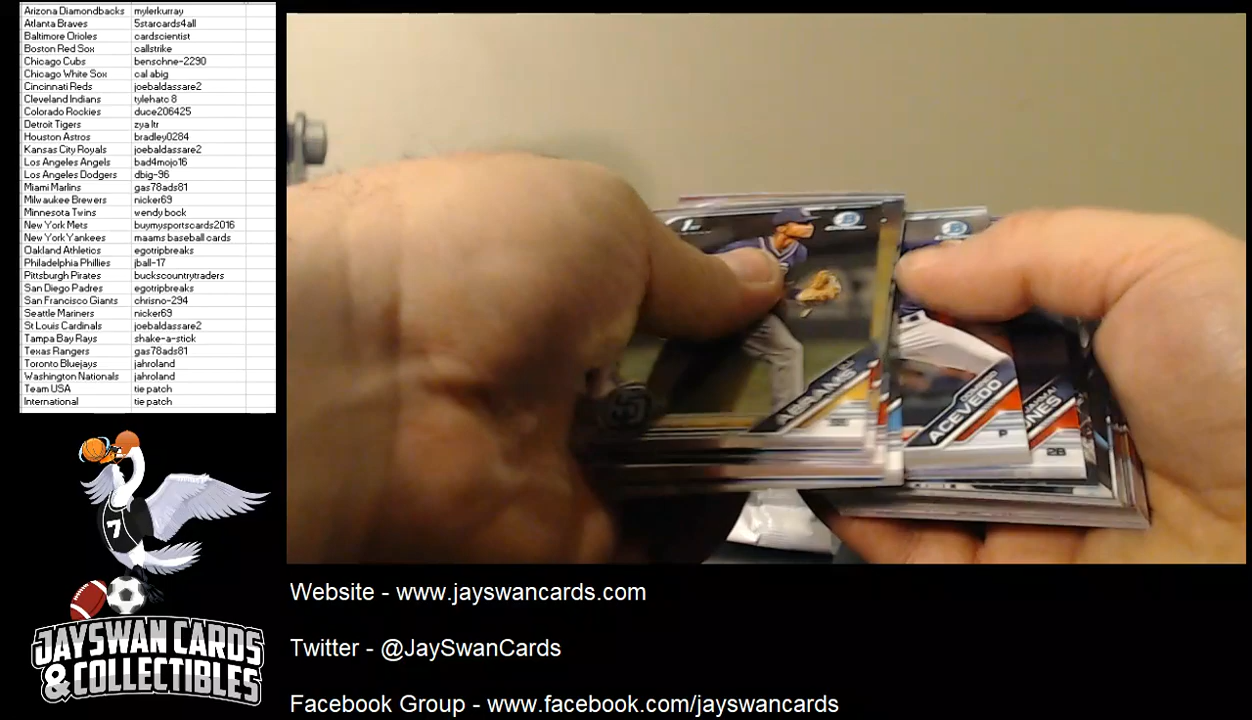 Arizona Diamondbacks mylerkurray
Atlanta Braves 5starcards4all
Baltimore Orioles cardscientist
Boston Red Sox callstrike
Chicago Cubs benschne-2290
Chicago White Sox cal abig
Cincinnati Reds joebaldassare2
Cleveland Indians tylehatc 8
Colorado Rockies duce206425
Detroit Tigers zya ltr
Houston Astros bradley0284
Kansas City Royals joebaldassare2
Los Angeles Angels bad4mojo16
Los Angeles Dodgers dbig-96
Miami Marlins gas78ads81
Milwaukee Brewers nicker69
Minnesota Twins wendy bock
New York Mets buymysportscards2016
New York Yankees maams baseball cards
Oakland Athletics egotripbreaks
Philadelphia Phillies jball-17
Pittsburgh Pirates buckscountrytraders
San Diego Padres egotripbreaks
San Francisco Giants chrisno-294
Seattle Mariners nicker69
St Louis Cardinals joebaldassare2
Tampa Bay Rays shake-a-stick
Texas Rangers gas78ads81
Toronto Bluejays jahroland
Washington Nationals jahroland
Team USA tie patch
International tie patch
1st
ABRAMS
SS
ACEVEDO
P
JONES
2B
7
JAYSWAN CARDS
& COLLECTIBLES
Website - www.jayswancards.com
Twitter - @JaySwanCards
Facebook Group - www.facebook.com/jayswancards